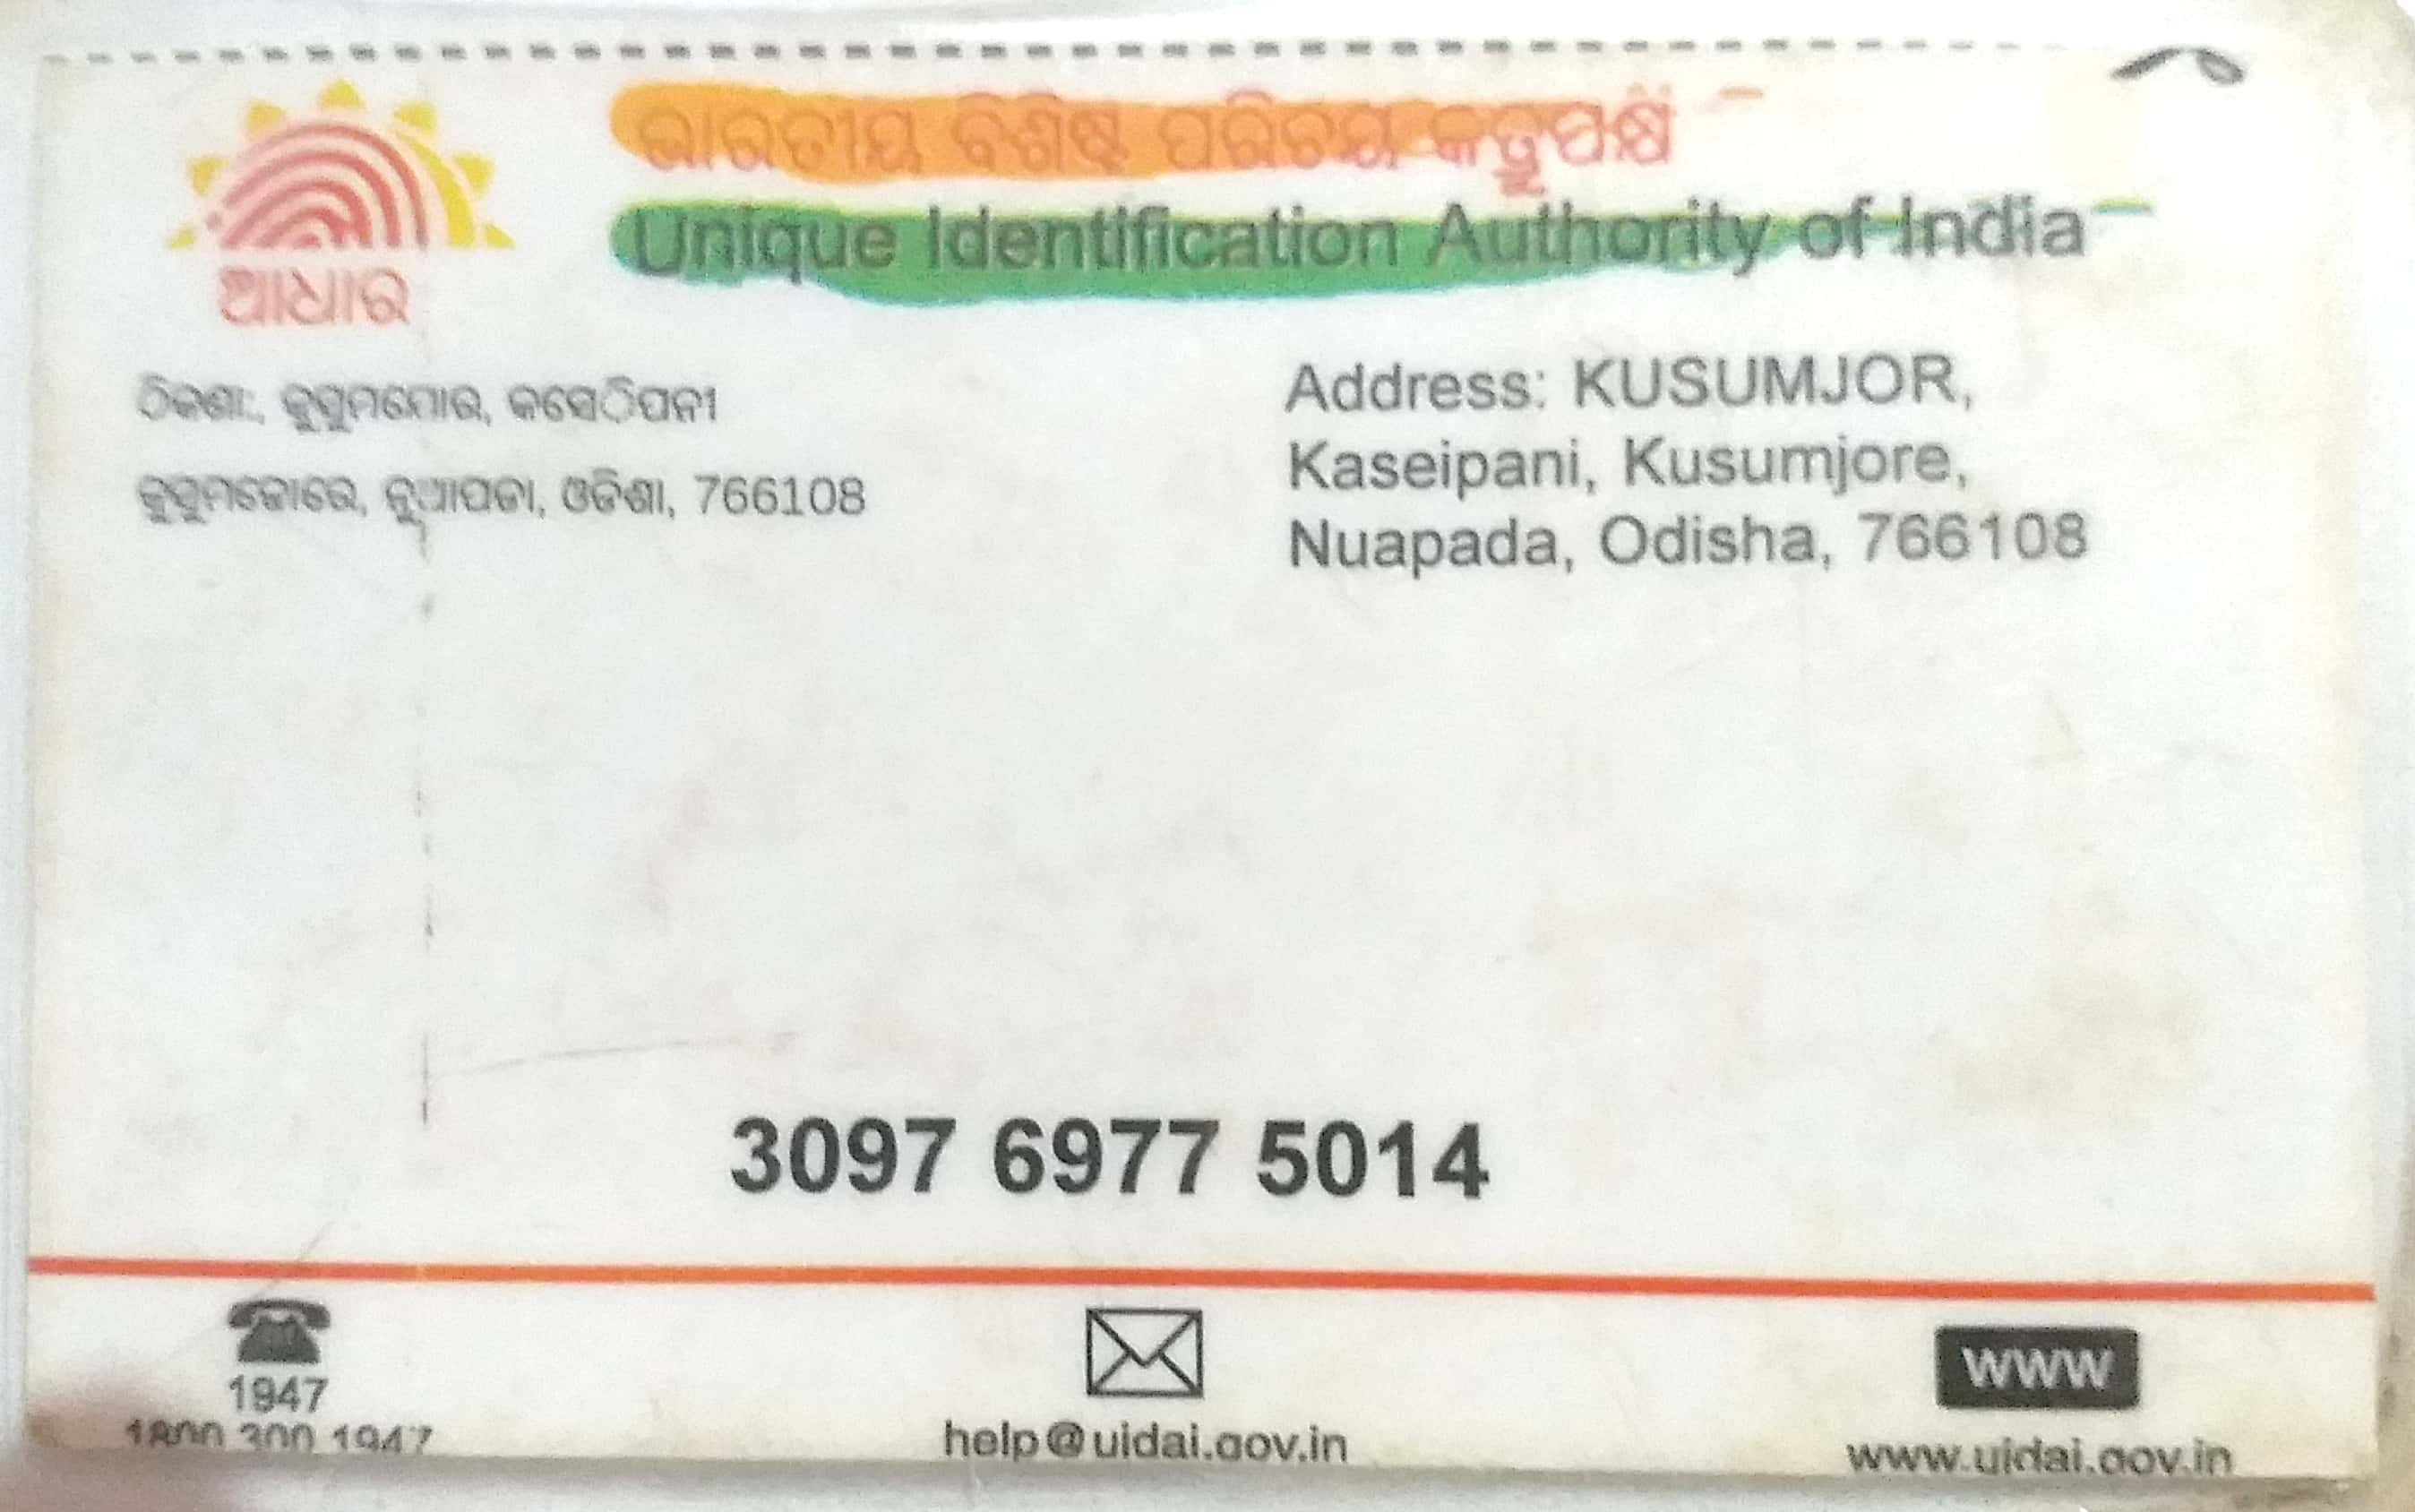 ଭାରତୀୟ ବିଶିଷ୍ଟ ପରିଚୟ କର୍ତ୍ତୃପକ୍ଷ
Unique Identification Authority of India
ଆଧାର
ଠିକଣା:, କୁସୁମଯୋର, କସେିପନୀ
କୁସୁମଜୋରେ, ନୂଆପଡା, ଓଡିଶା, 766108
Address: KUSUMJOR,
Kaseipani, Kusumjore,
Nuapada, Odisha, 766108
3097 6977 5014
1947
1800 300 1947
help@uidai.gov.in
WWW
www.uidai.gov.in